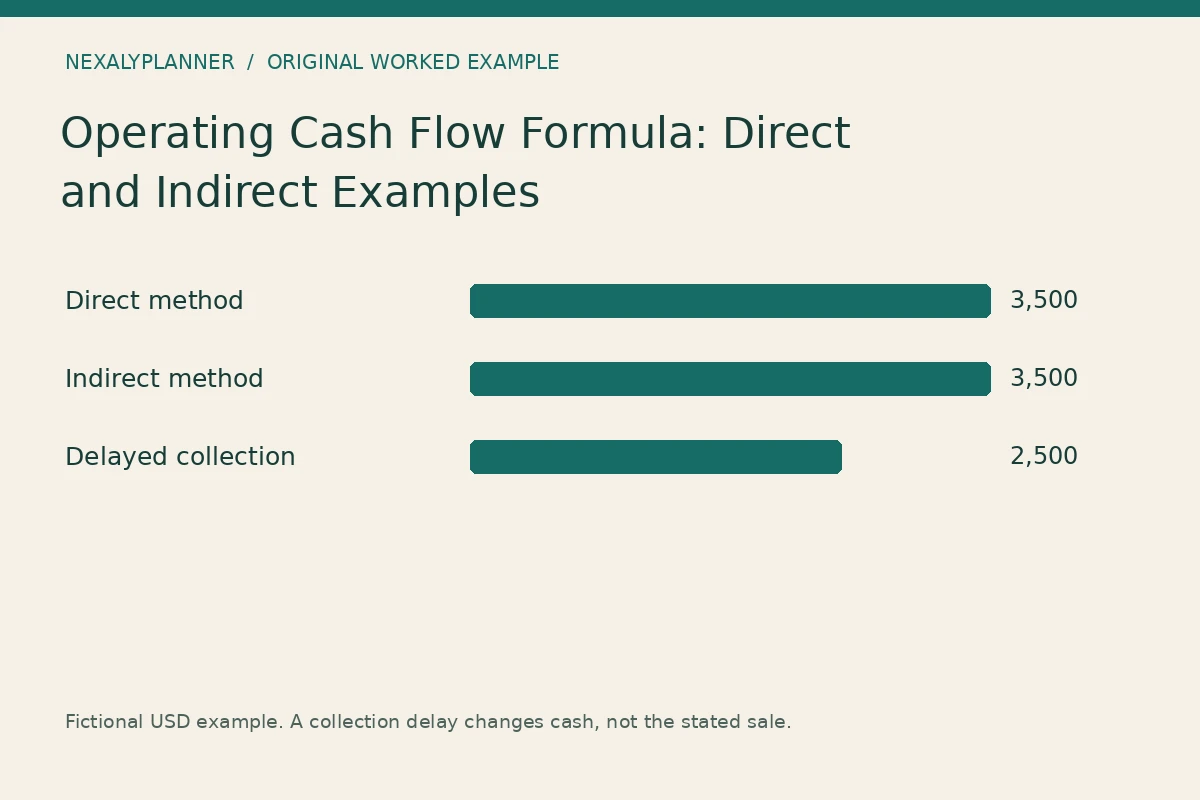 NEXALYPLANNER / ORIGINAL WORKED EXAMPLE
Operating Cash Flow Formula: Direct
and Indirect Examples
Direct method 3,500
Indirect method 3,500
Delayed collection 2,500
Fictional USD example. A collection delay changes cash, not the stated sale.